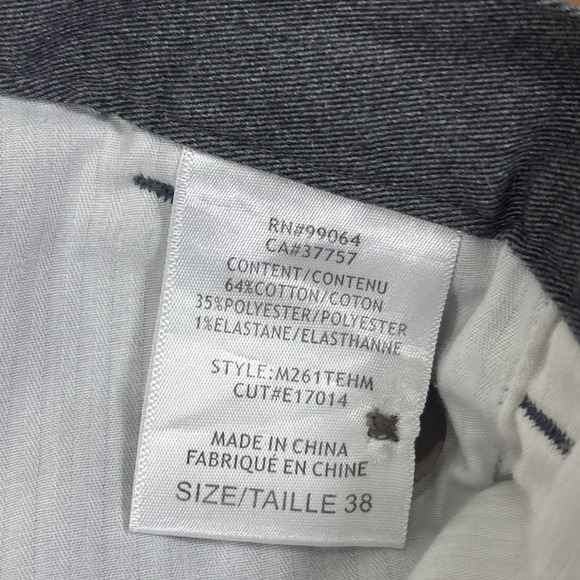 RN#99064
CA#37757
CONTENT/CONTENU
64%COTTON/COTON
35%POLYESTER/POLYESTER
1%ELASTANE/ELASTHANNE
STYLE:M261TEHM
CUT#E17014
MADE IN CHINA
FABRIQUÉ EN CHINE
SIZE/TAILLE 38